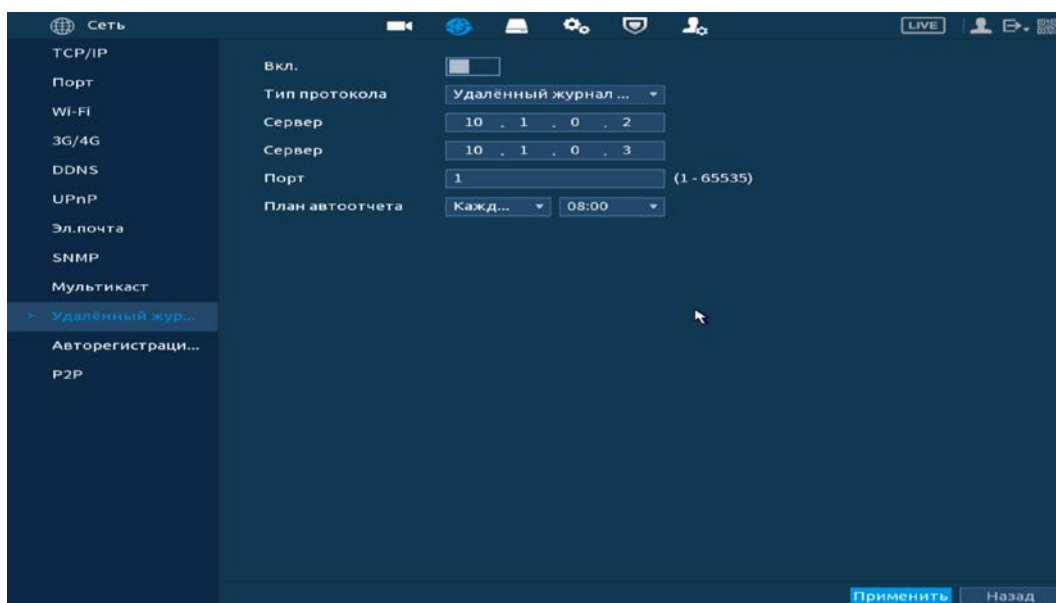 Сеть LIVE
TCP/IP
Порт
Wi-Fi
3G/4G
DDNS
UPnP
Эл.почта
SNMP
Мультикаст
Удалённый жур...
Авторегистраци...
P2P
Вкл.
Тип протокола Удалённый журнал ...
Сервер 10 . 1 . 0 . 2
Сервер 10 . 1 . 0 . 3
Порт 1 (1 - 65535)
План автоотчета Кажд... 08:00
Применить Назад